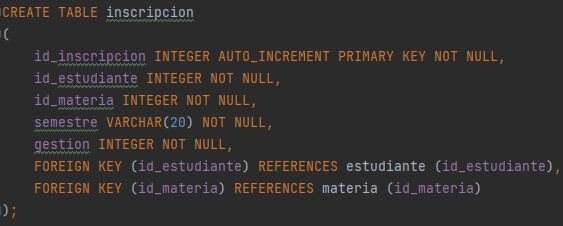 CREATE TABLE inscripcion
(
id_inscripcion INTEGER AUTO_INCREMENT PRIMARY KEY NOT NULL,
id_estudiante INTEGER NOT NULL,
id_materia INTEGER NOT NULL,
semestre VARCHAR(20) NOT NULL,
gestion INTEGER NOT NULL,
FOREIGN KEY (id_estudiante) REFERENCES estudiante (id_estudiante),
FOREIGN KEY (id_materia) REFERENCES materia (id_materia)
);